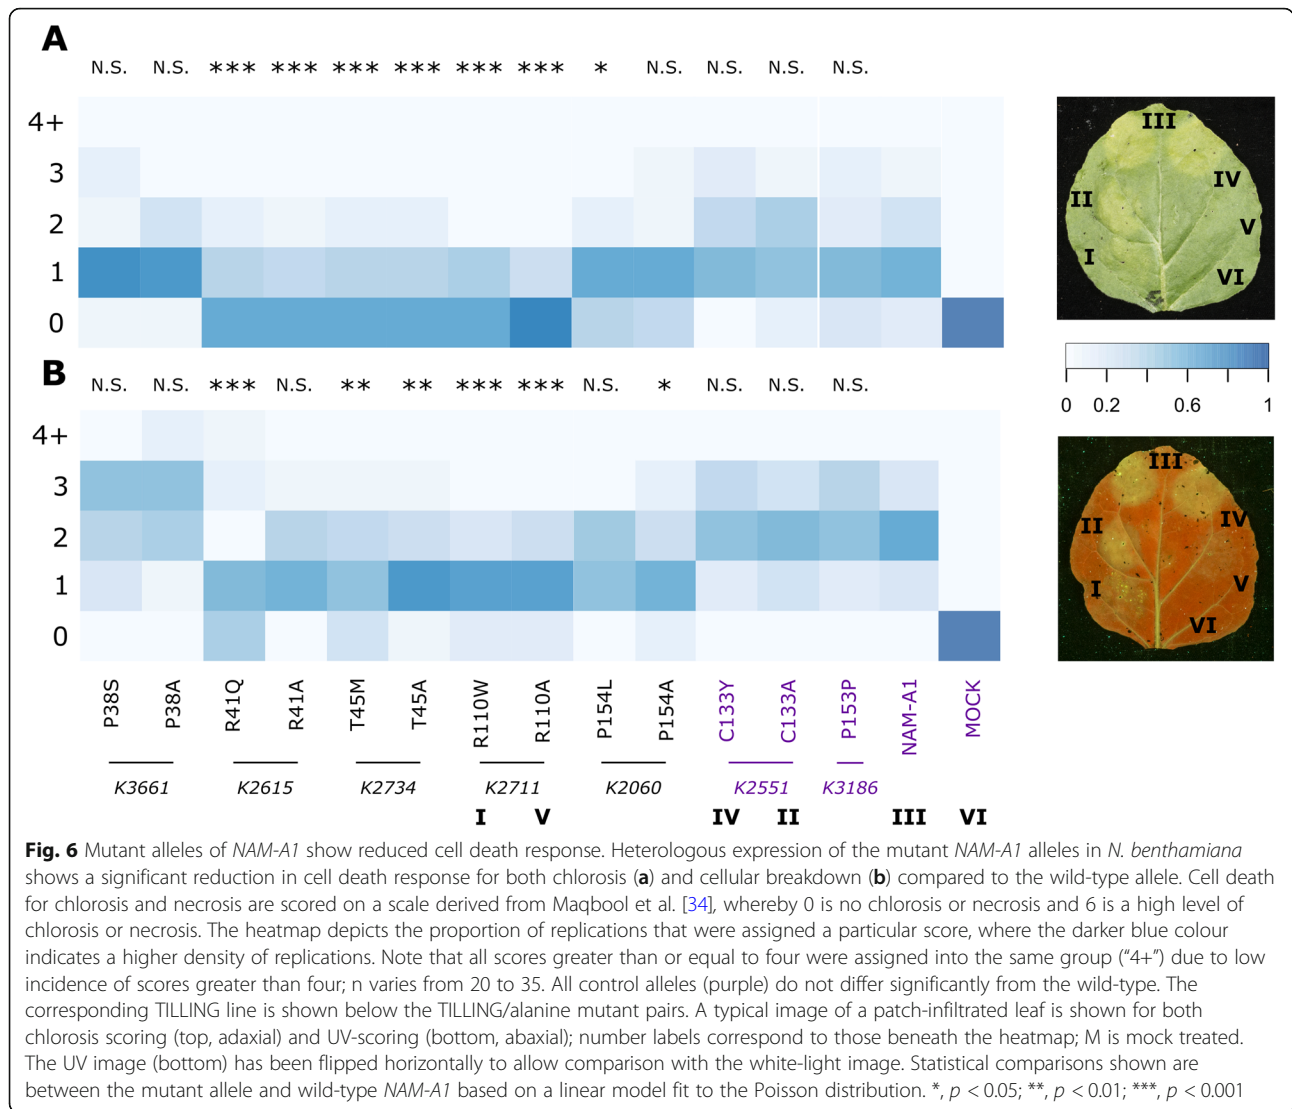 A
N.S. N.S. *** *** *** *** *** *** * N.S. N.S. N.S. N.S.
4+
3
2
1
0
III
IV
II
V
I
VI
0 0.2 0.6 1
B
N.S. N.S. *** N.S. ** ** *** *** N.S. * N.S. N.S. N.S.
4+
3
2
1
0
III
II
IV
I
V
VI
P38S P38A R41Q R41A T45M T45A R110W R110A P154L P154A C133Y C133A P153P NAM-A1 MOCK
K3661 K2615 K2734 K2711 K2060 K2551 K3186
I V IV II III VI
Fig. 6 Mutant alleles of NAM-A1 show reduced cell death response. Heterologous expression of the mutant NAM-A1 alleles in N. benthamiana
shows a significant reduction in cell death response for both chlorosis (a) and cellular breakdown (b) compared to the wild-type allele. Cell death
for chlorosis and necrosis are scored on a scale derived from Maqbool et al. [34], whereby 0 is no chlorosis or necrosis and 6 is a high level of
chlorosis or necrosis. The heatmap depicts the proportion of replications that were assigned a particular score, where the darker blue colour
indicates a higher density of replications. Note that all scores greater than or equal to four were assigned into the same group (“4+”) due to low
incidence of scores greater than four; n varies from 20 to 35. All control alleles (purple) do not differ significantly from the wild-type. The
corresponding TILLING line is shown below the TILLING/alanine mutant pairs. A typical image of a patch-infiltrated leaf is shown for both
chlorosis scoring (top, adaxial) and UV-scoring (bottom, abaxial); number labels correspond to those beneath the heatmap; M is mock treated.
The UV image (bottom) has been flipped horizontally to allow comparison with the white-light image. Statistical comparisons shown are
between the mutant allele and wild-type NAM-A1 based on a linear model fit to the Poisson distribution. *, p < 0.05; **, p < 0.01; ***, p < 0.001